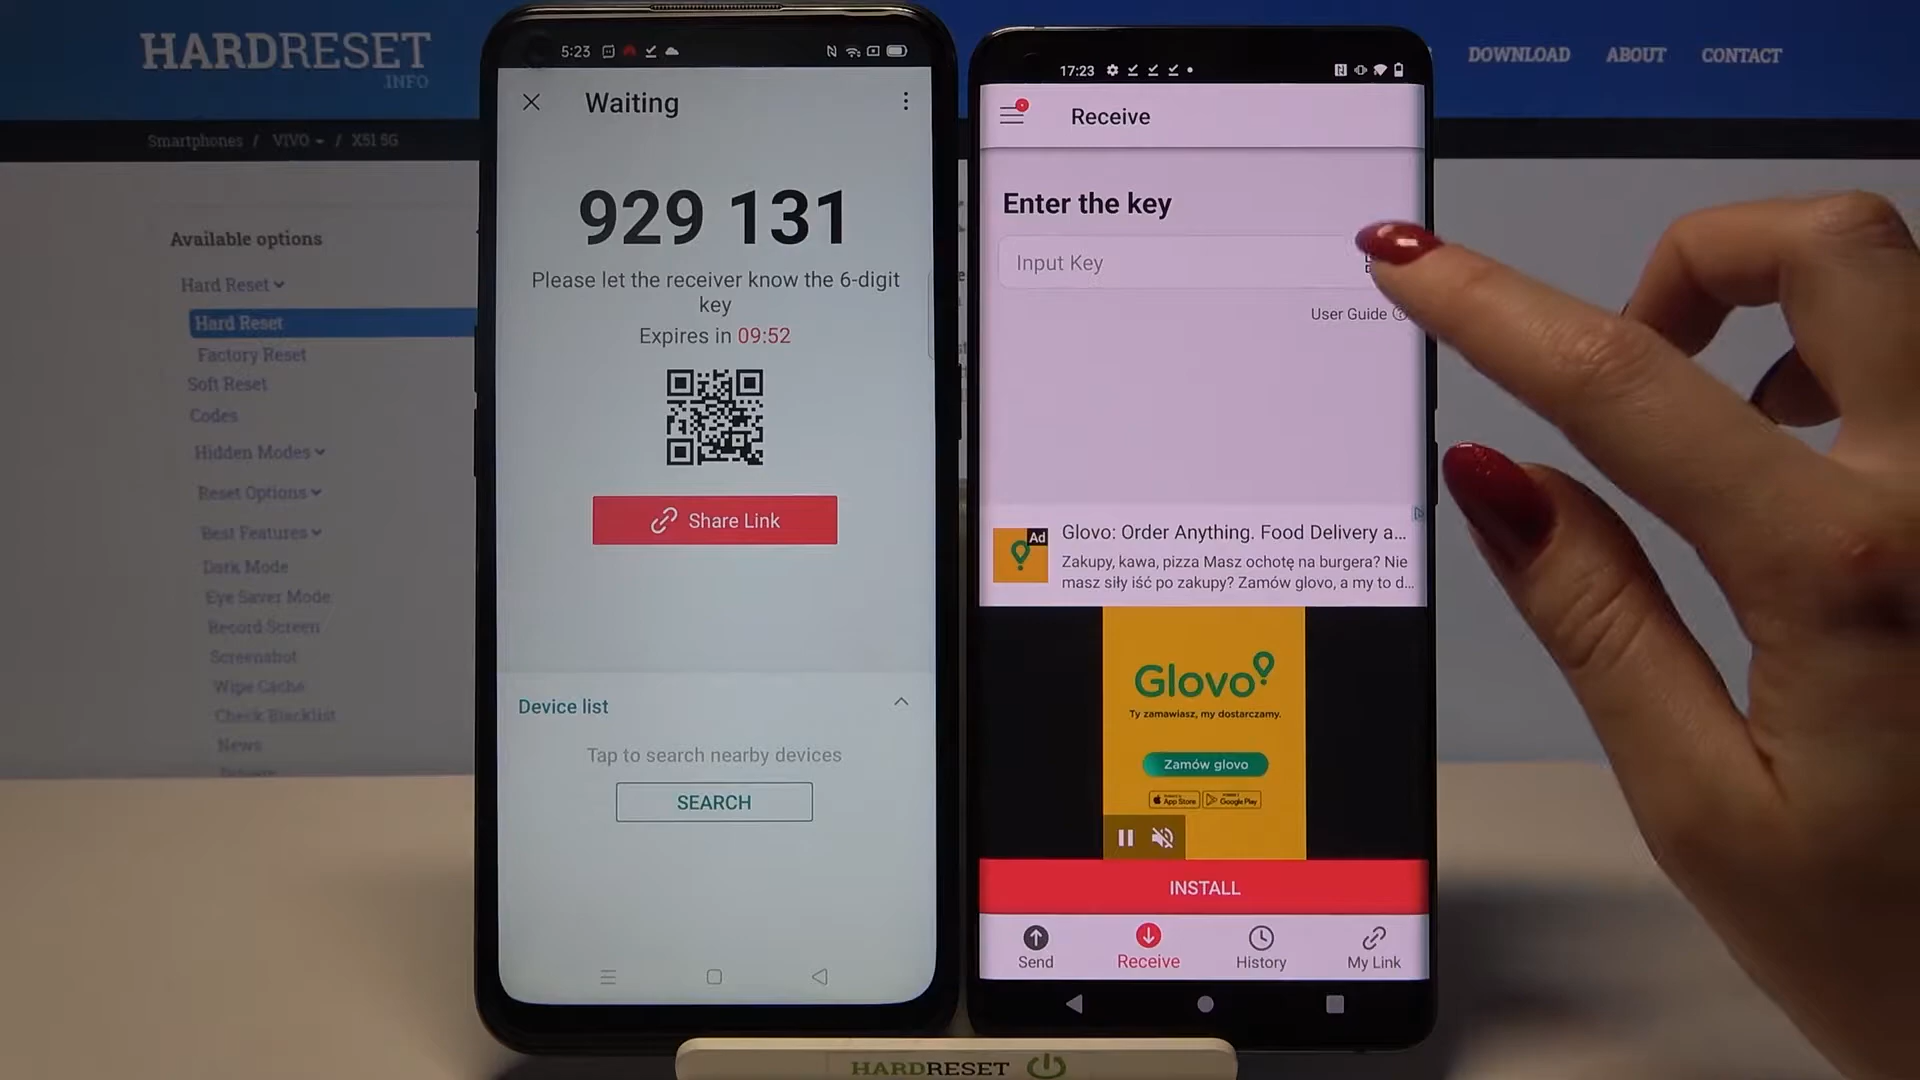 HARDRESET
.INFO
DOWNLOAD
ABOUT
CONTACT
Smartphones / VIVO / X51 5G
Available options
Hard Reset
Hard Reset
Factory Reset
Soft Reset
Codes
Hidden Modes
Reset Options
Best Features
Dark Mode
Eye Saver Mode
Record Screen
Screenshot
Wipe Cache
Check Blacklist
News
5:23
Waiting
929 131
Please let the receiver know the 6-digit
key
Expires in 09:52
Share Link
Device list
Tap to search nearby devices
SEARCH
17:23
Receive
Enter the key
Input Key
User Guide
Ad
Glovo: Order Anything. Food Delivery a...
Zakupy, kawa, pizza Masz ochotę na burgera? Nie
masz siły iść po zakupy? Zamów glovo, a my to d...
Glovo
Ty zamawiasz, my dostarczamy.
Zamów glovo
App Store
Google Play
INSTALL
Send
Receive
History
My Link
HARDRESET